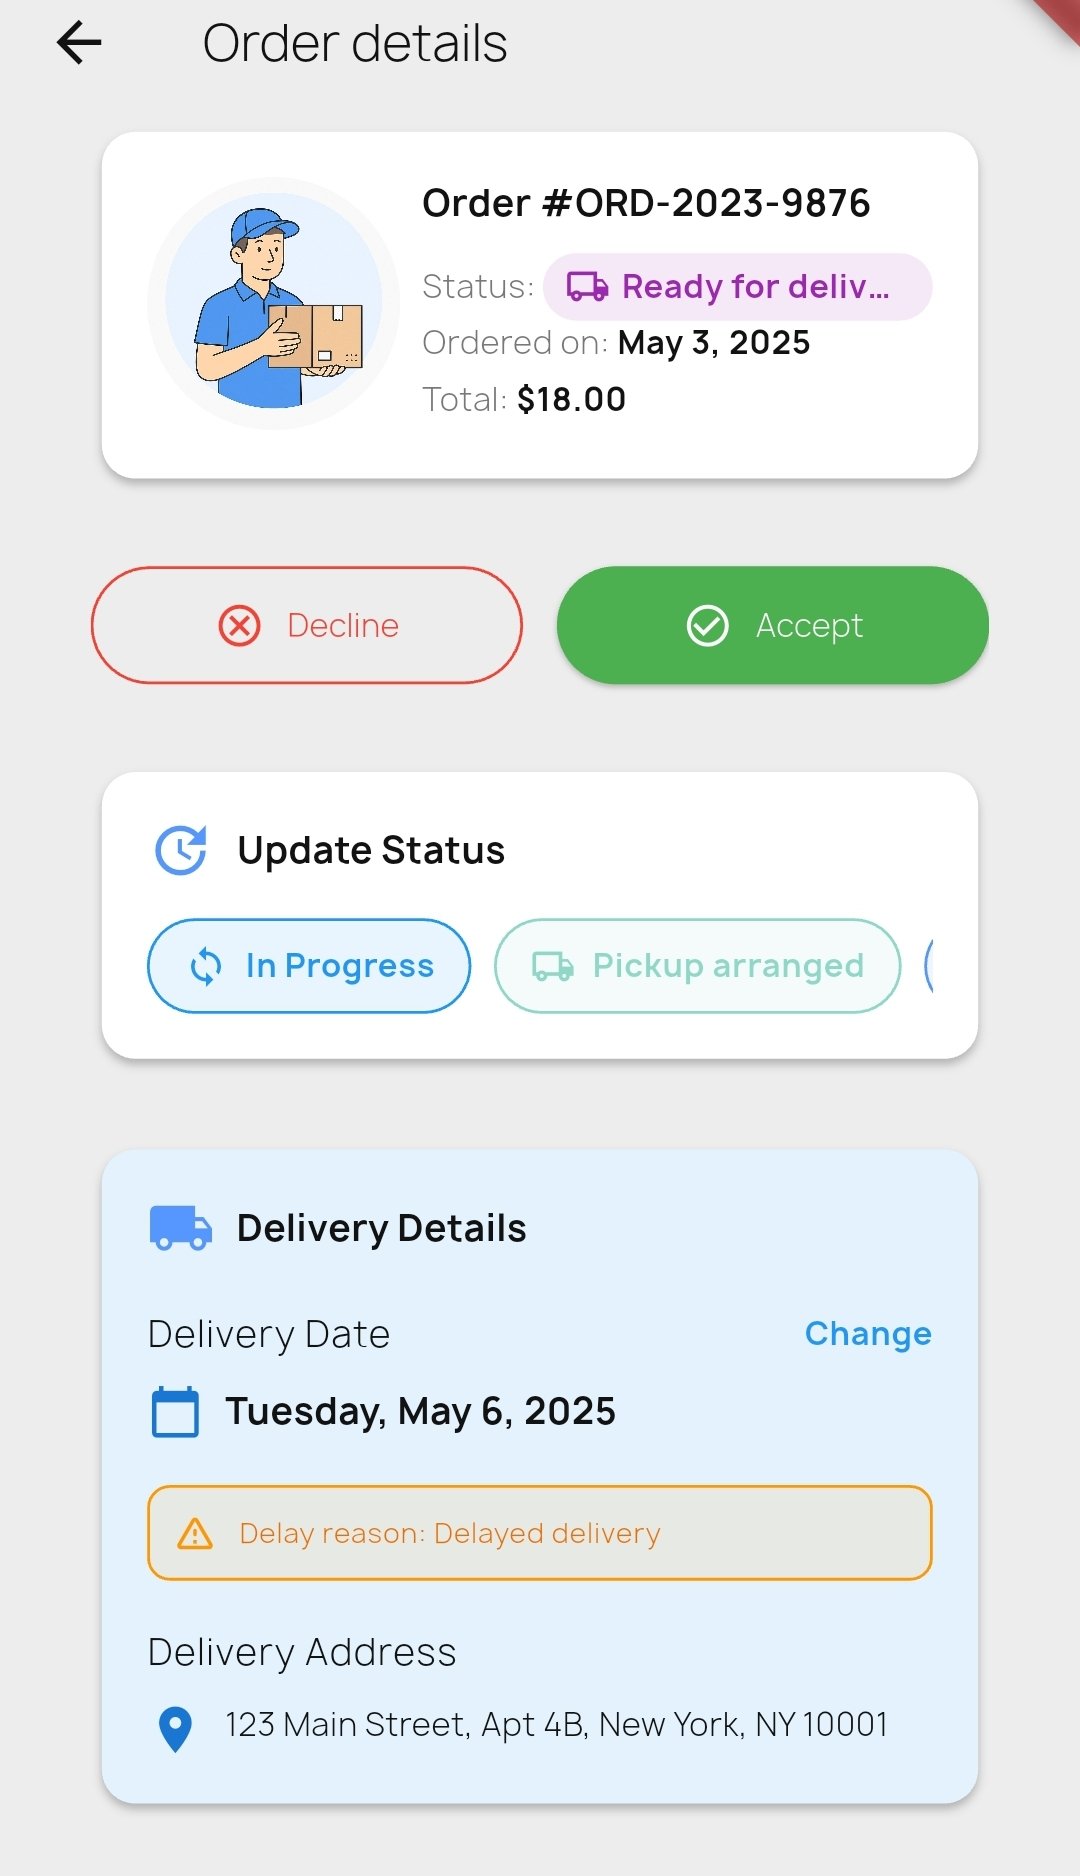 Order details
Order #ORD-2023-9876
Status: Ready for deliv...
Ordered on: May 3, 2025
Total: $18.00
Decline
Accept
Update Status
In Progress
Pickup arranged
Delivery Details
Delivery Date
Change
Tuesday, May 6, 2025
Delay reason: Delayed delivery
Delivery Address
123 Main Street, Apt 4B, New York, NY 10001